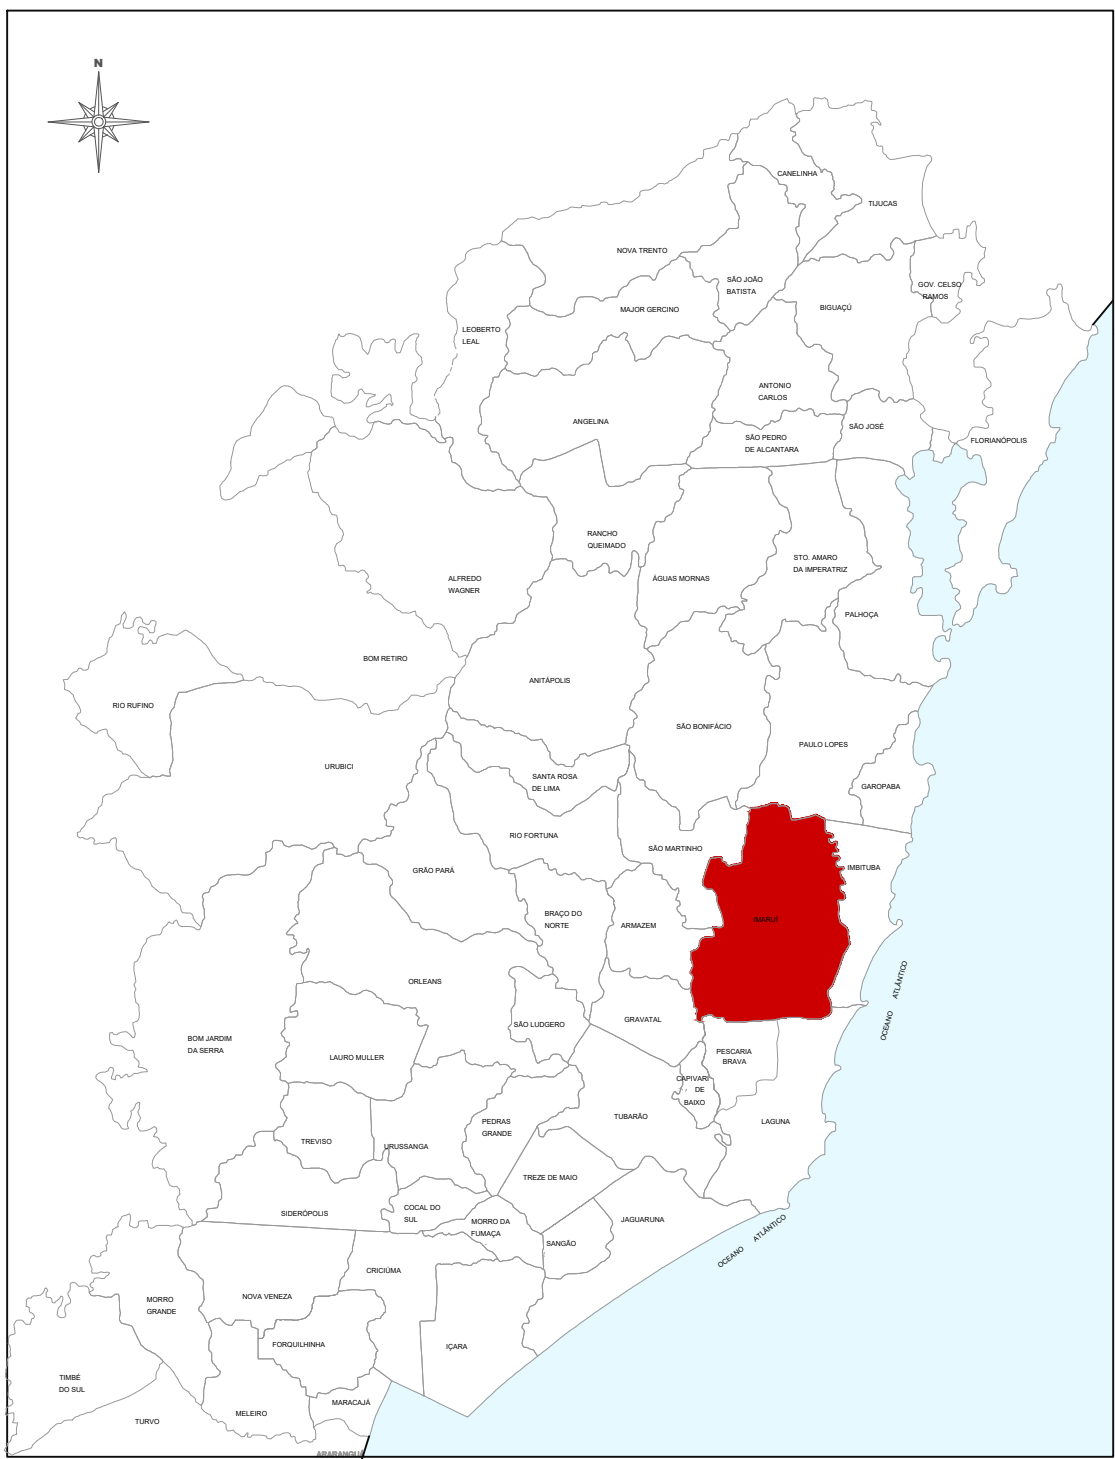 N
CANELINHA
TIJUCAS
NOVA TRENTO
SÃO JOÃO
BATISTA
GOV. CELSO
RAMOS
BIGUAÇÚ
MAJOR GERCINO
LEOBERTO
LEAL
ANTONIO
CARLOS
ANGELINA
SÃO JOSÉ
SÃO PEDRO
DE ALCANTARA
FLORIANÓPOLIS
RANCHO
QUEIMADO
STO. AMARO
DA IMPERATRIZ
ÁGUAS MORNAS
ALFREDO
WAGNER
PALHOÇA
BOM RETIRO
ANITÁPOLIS
RIO RUFINO
SÃO BONIFÁCIO
PAULO LOPES
URUBICI
SANTA ROSA
DE LIMA
GAROPABA
RIO FORTUNA
SÃO MARTINHO
GRÃO PARÁ
IMBITUBA
BRAÇO DO
NORTE
ARMAZEM
IMARUÍ
ORLEANS
OCEANO ATLÂNTICO
SÃO LUDGERO
GRAVATAL
BOM JARDIM
DA SERRA
LAURO MULLER
PESCARIA
BRAVA
CAPIVARI
DE
BAIXO
TUBARÃO
LAGUNA
PEDRAS
GRANDE
TREVISO
URUSSANGA
TREZE DE MAIO
SIDERÓPOLIS
COCAL DO
SUL
MORRO DA
FUMAÇA
JAGUARUNA
OCEANO ATLÂNTICO
SANGÃO
CRICIÚMA
NOVA VENEZA
MORRO
GRANDE
FORQUILHINHA
IÇARA
TIMBÉ
DO SUL
MARACAJÁ
MELEIRO
TURVO
ARARANGUÁ